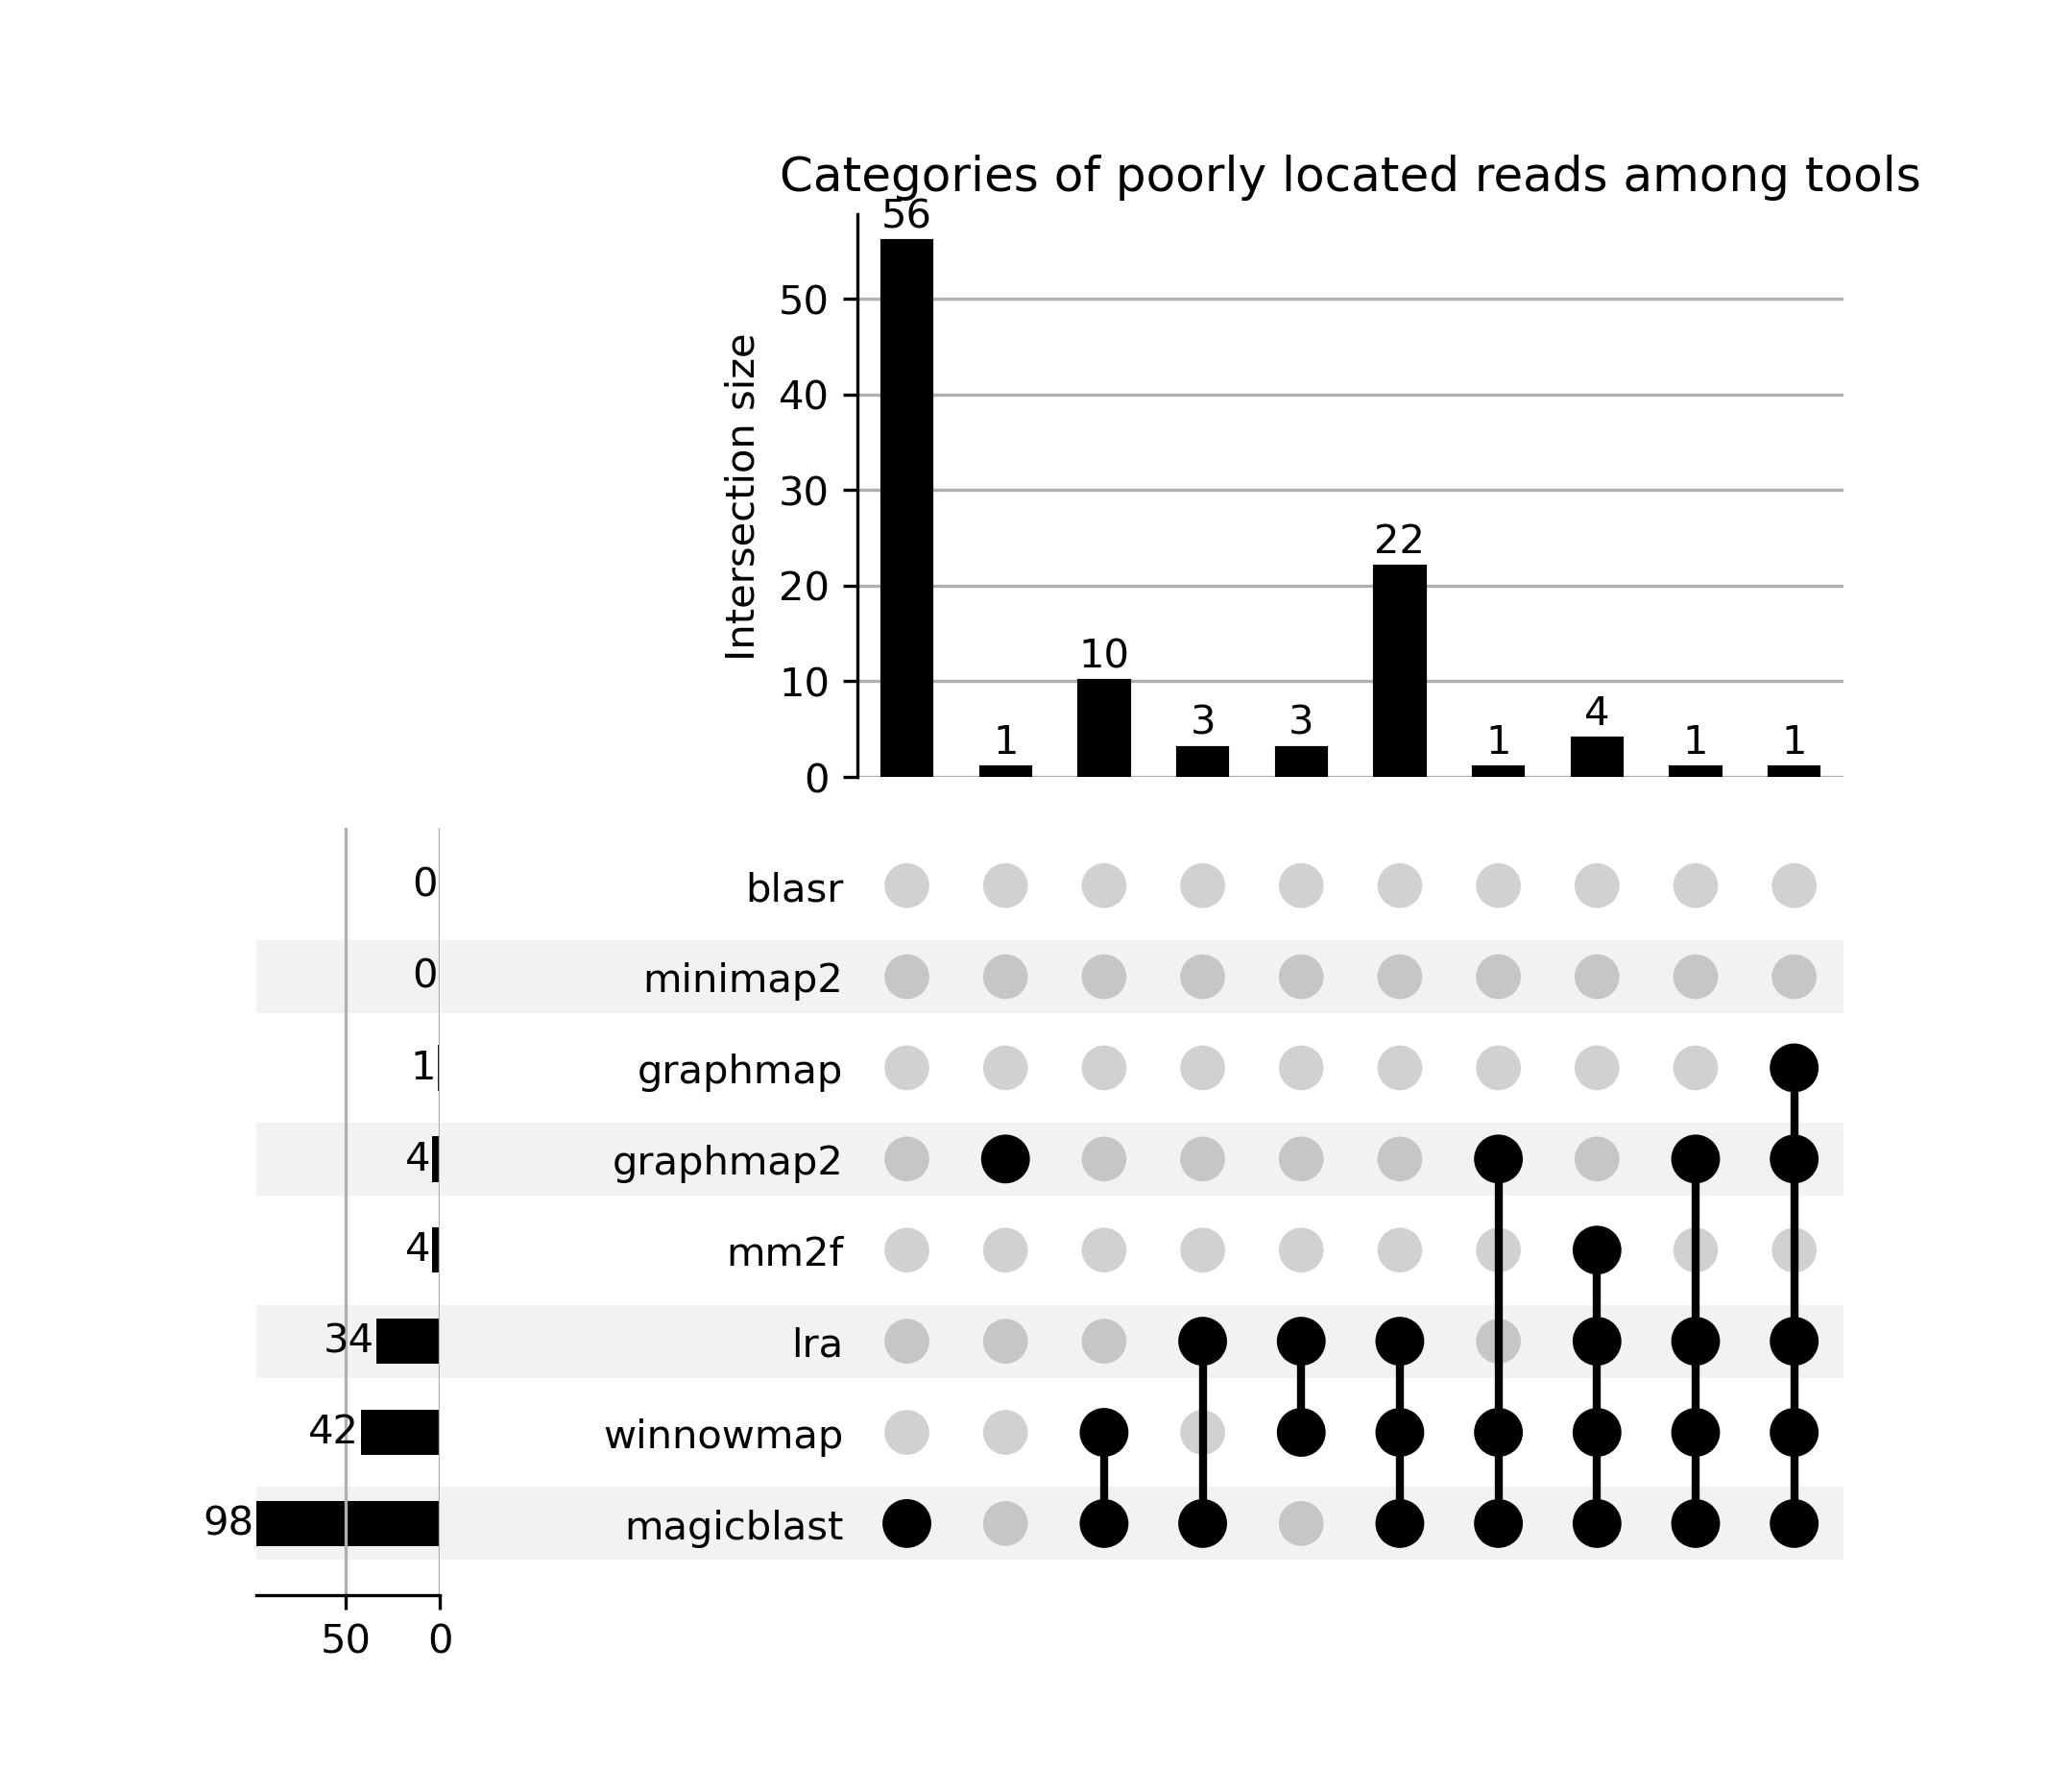 Categories of poorly located reads among tools
56
50
40
30
22
20
10
10
3
3
4
1
1
1
1
0
Intersection size
0 blasr
0 minimap2
1 graphmap
4 graphmap2
4 mm2f
34 lra
42 winnowmap
98 magicblast
50 0